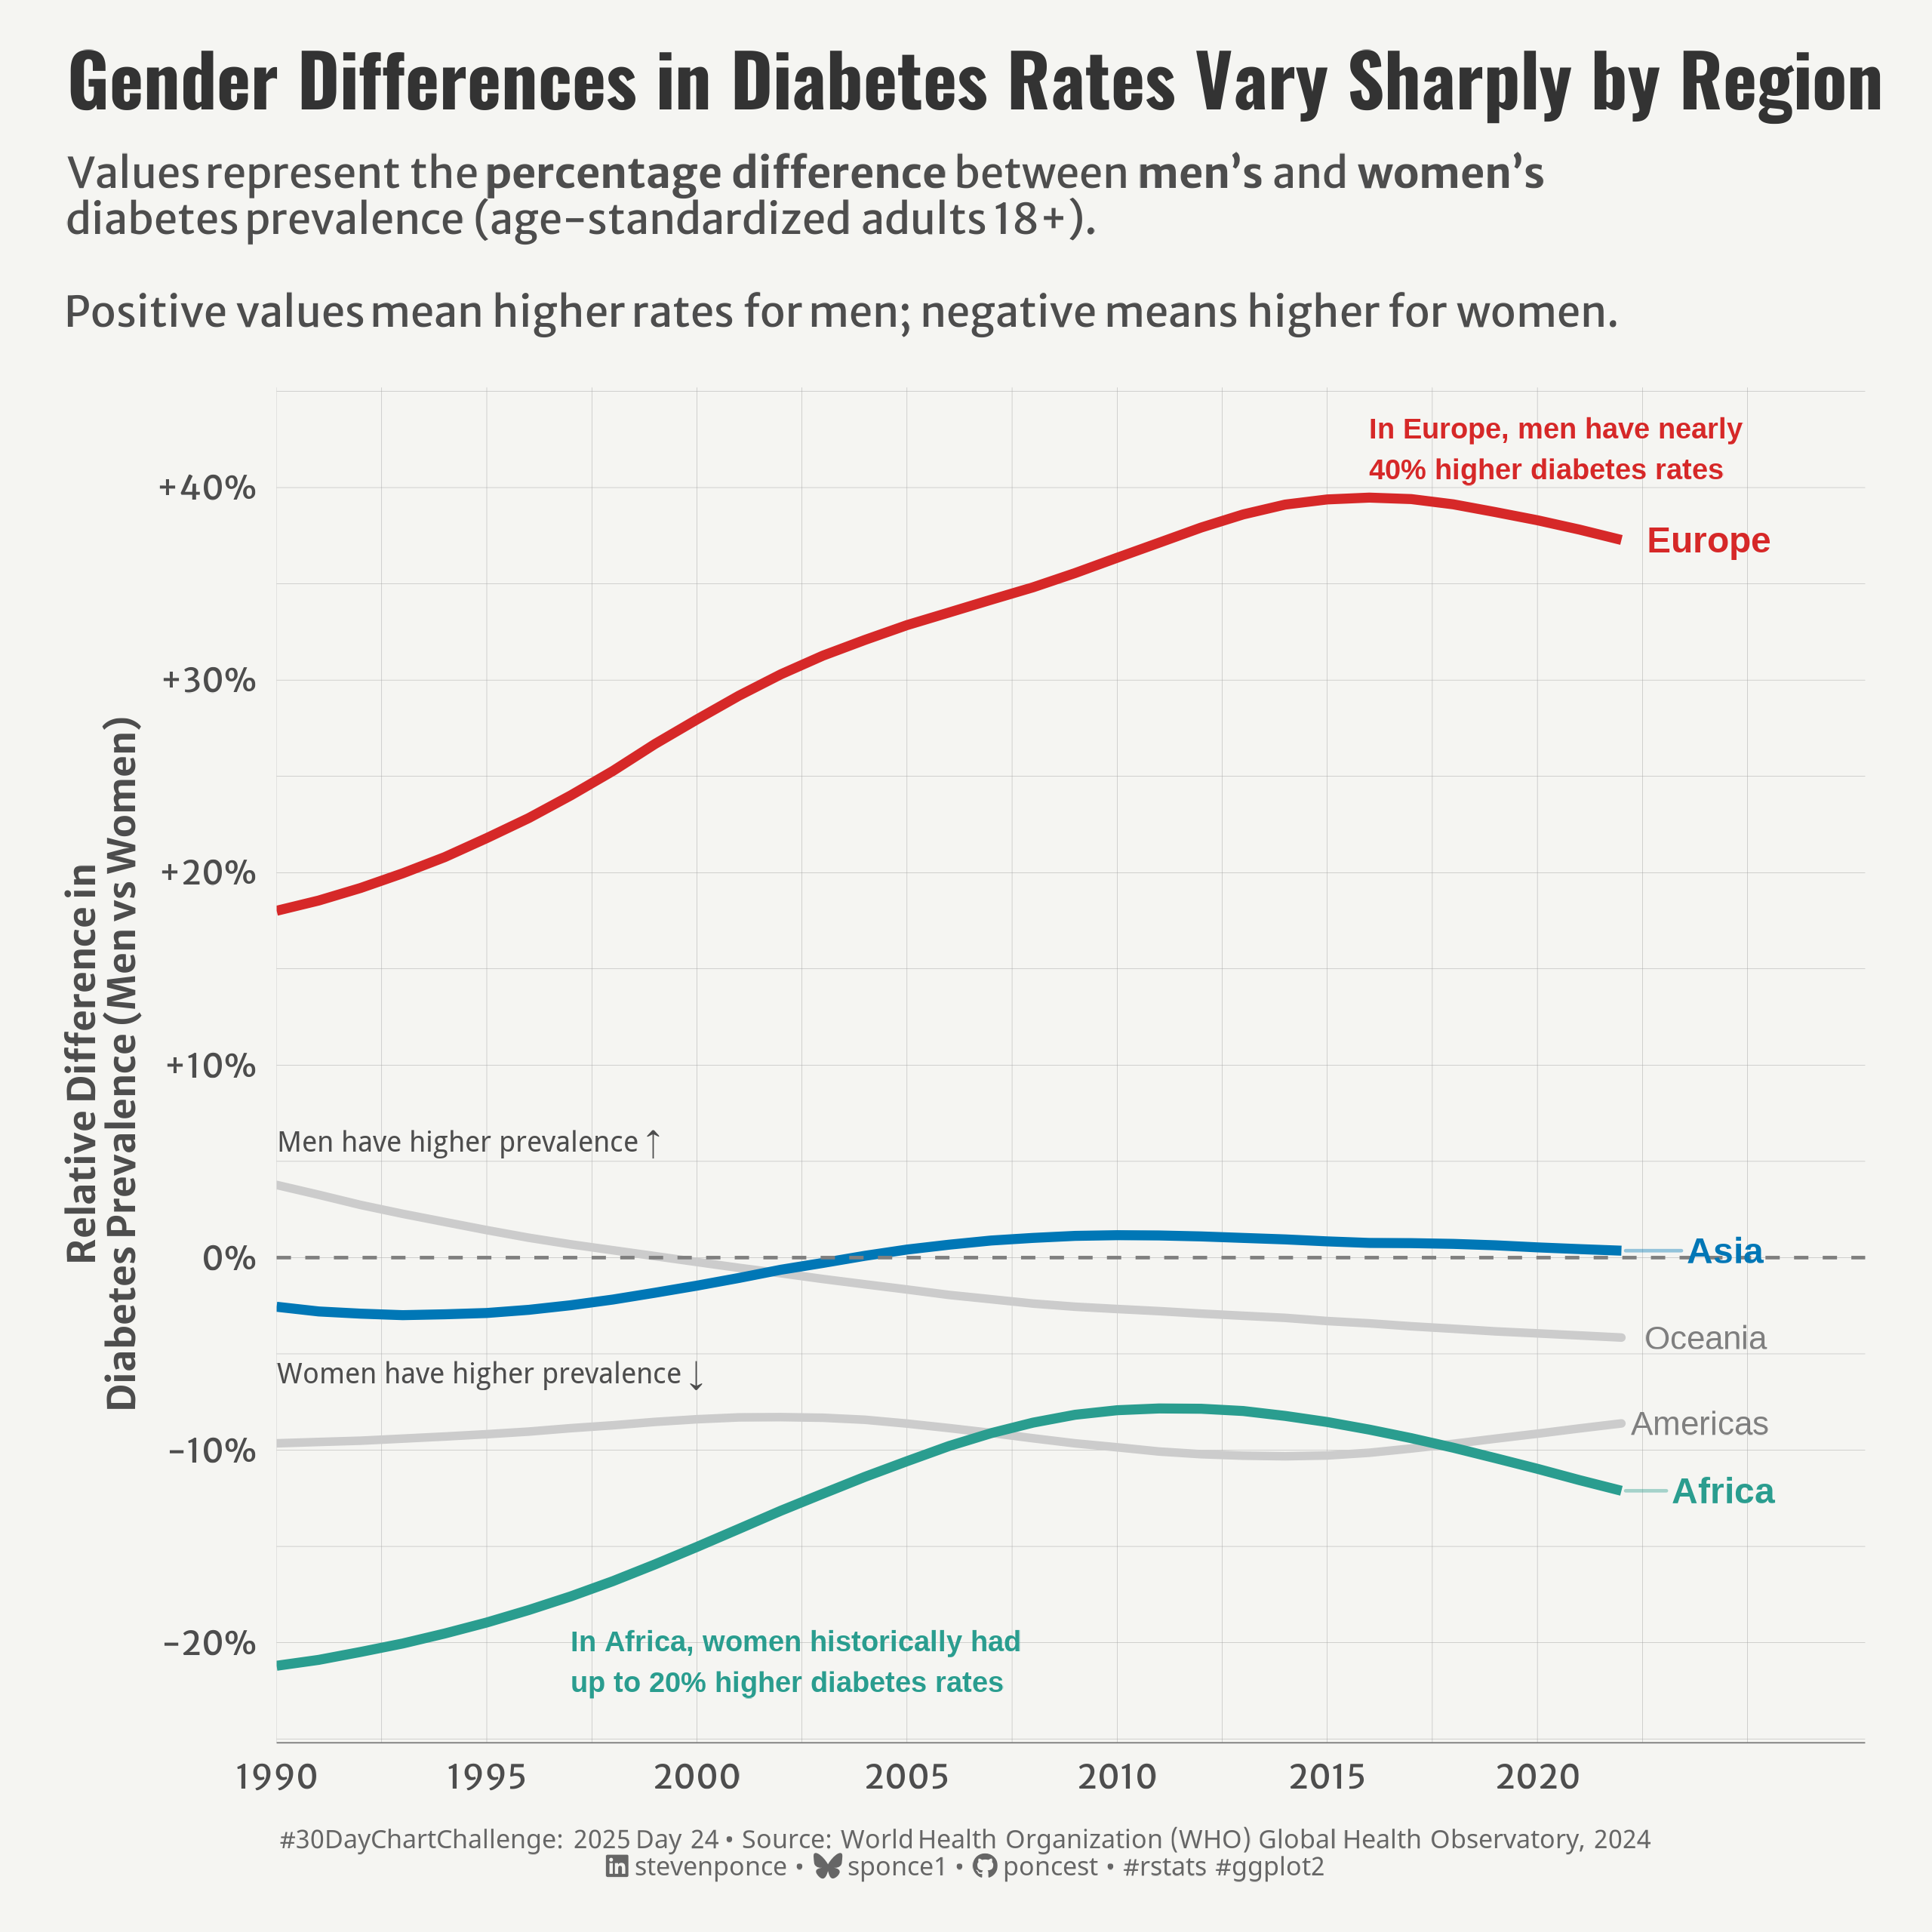 Gender Differences in Diabetes Rates Vary Sharply by Region
Values represent the percentage difference between men’s and women’s
diabetes prevalence (age-standardized adults 18+).
Positive values mean higher rates for men; negative means higher for women.
Relative Difference in
Diabetes Prevalence (Men vs Women)
+40%
+30%
+20%
+10%
0%
−10%
−20%
In Europe, men have nearly
40% higher diabetes rates
Europe
Men have higher prevalence ↑
Asia
Oceania
Women have higher prevalence ↓
Americas
Africa
In Africa, women historically had
up to 20% higher diabetes rates
1990 1995 2000 2005 2010 2015 2020
#30DayChartChallenge: 2025 Day 24 • Source: World Health Organization (WHO) Global Health Observatory, 2024
in stevenponce • sponce1 • poncest • #rstats #ggplot2